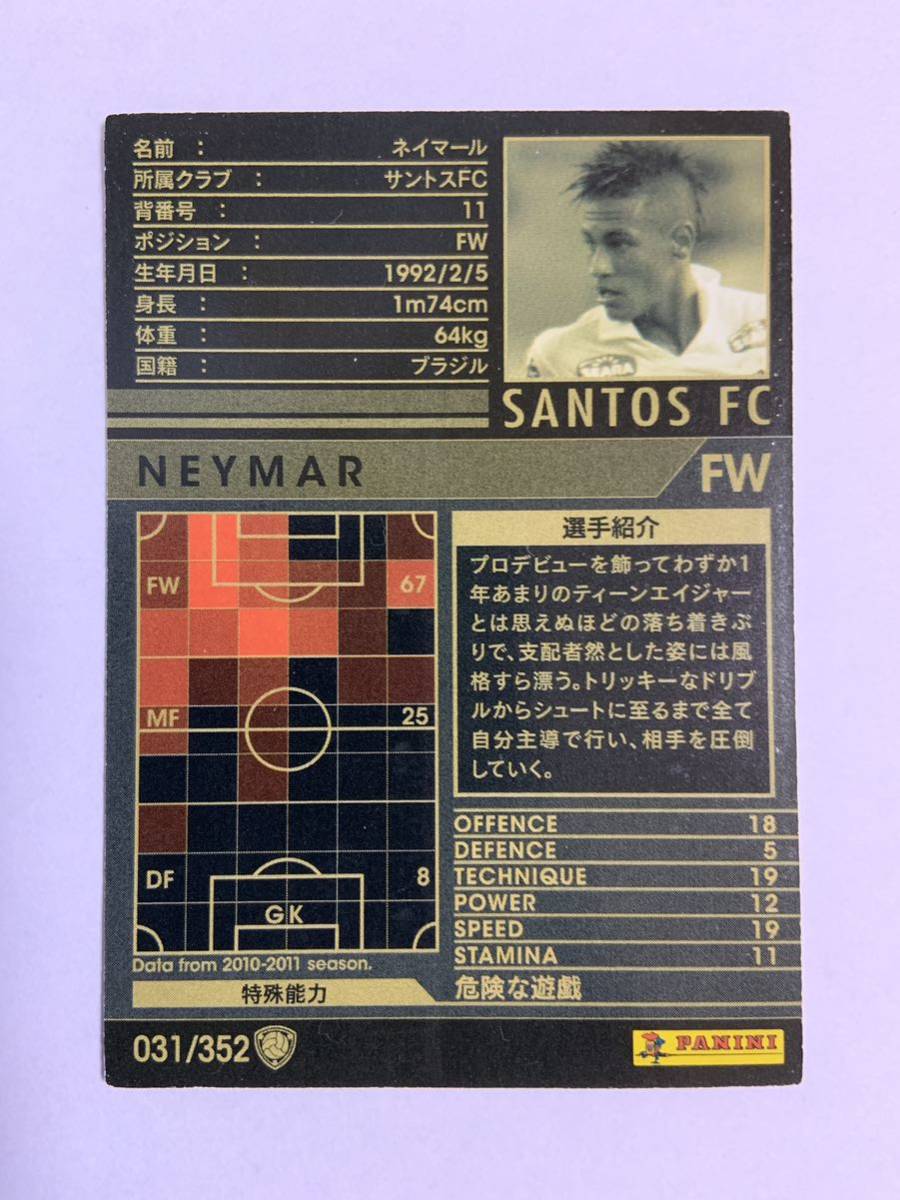 名前 : ネイマール
所属クラブ : サントスFC
背番号 : 11
ポジション : FW
生年月日 : 1992/2/5
身長 : 1m74cm
体重 : 64kg
国籍 : ブラジル
SEARA
SANTOS FC
NEYMAR
FW
FW 67
MF 25
DF 8
GK
Data from 2010-2011 season.
選手紹介
プロデビューを飾ってわずか1
年あまりのティーンエイジャー
とは思えぬほどの落ち着きぶ
りで、支配者然とした姿には風
格すら漂う。トリッキーなドリブ
ルからシュートに至るまで全て
自分主導で行い、相手を圧倒
していく。
OFFENCE 18
DEFENCE 5
TECHNIQUE 19
POWER 12
SPEED 19
STAMINA 11
特殊能力 危険な遊戯
031/352
PANINI